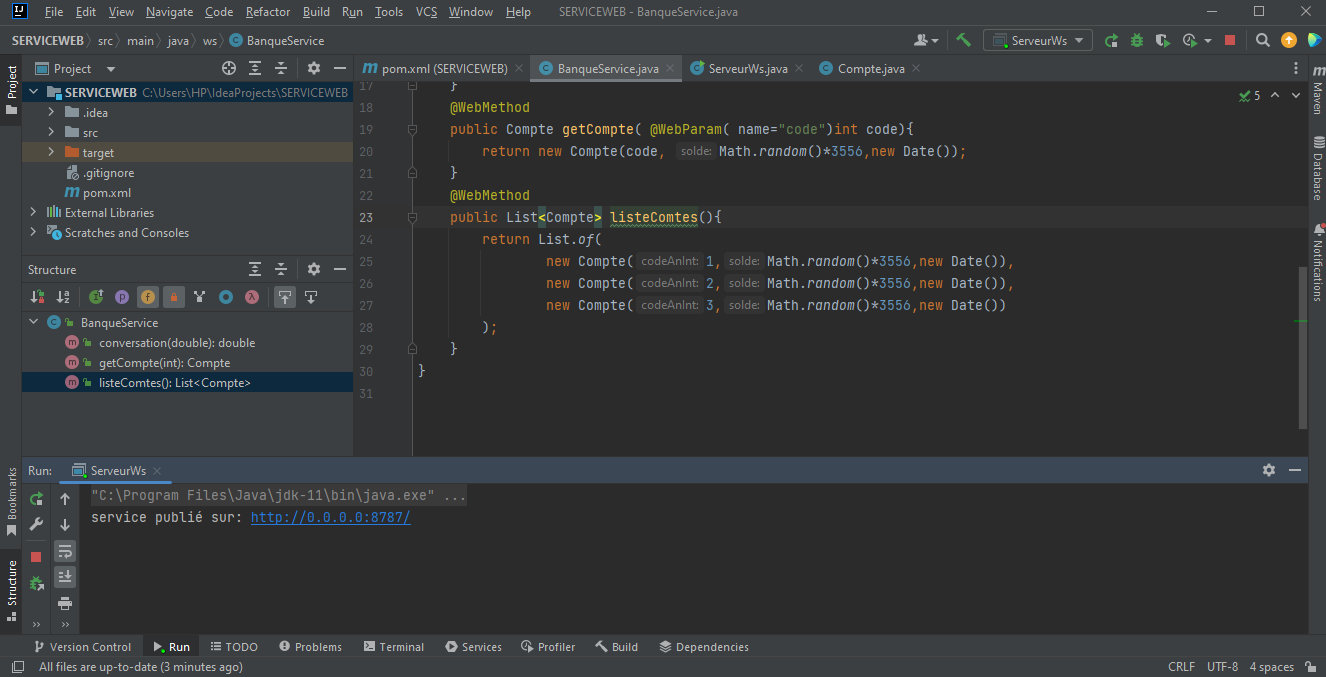 File Edit View Navigate Code Refactor Build Run Tools VCS Window Help SERVICEWEB - BanqueService.java
SERVICEWEB src main java ws BanqueService ServeurWs
Project
pom.xml (SERVICEWEB) BanqueService.java ServeurWs.java Compte.java
SERVICEWEB C:\Users\HP\IdeaProjects\SERVICEWEB
.idea
src
target
.gitignore
pom.xml
External Libraries
Scratches and Consoles
Structure
BanqueService
conversation(double): double
getCompte(int): Compte
listeComtes(): List<Compte>
17 }
18 @WebMethod
19 public Compte getCompte( @WebParam( name="code")int code){
20 return new Compte(code, solde: Math.random()*3556,new Date());
21 }
22 @WebMethod
23 public List<Compte> listeComtes(){
24 return List.of(
25 new Compte( codeAnInt: 1, solde: Math.random()*3556,new Date()),
26 new Compte( codeAnInt: 2, solde: Math.random()*3556,new Date()),
27 new Compte( codeAnInt: 3, solde: Math.random()*3556,new Date())
28 );
29 }
30 }
31
5
Project
Bookmarks
Structure
Maven
Database
Notifications
Run: ServeurWs
"C:\Program Files\Java\jdk-11\bin\java.exe" ...
service publié sur: http://0.0.0.0:8787/
Version Control Run TODO Problems Terminal Services Profiler Build Dependencies
All files are up-to-date (3 minutes ago) CRLF UTF-8 4 spaces